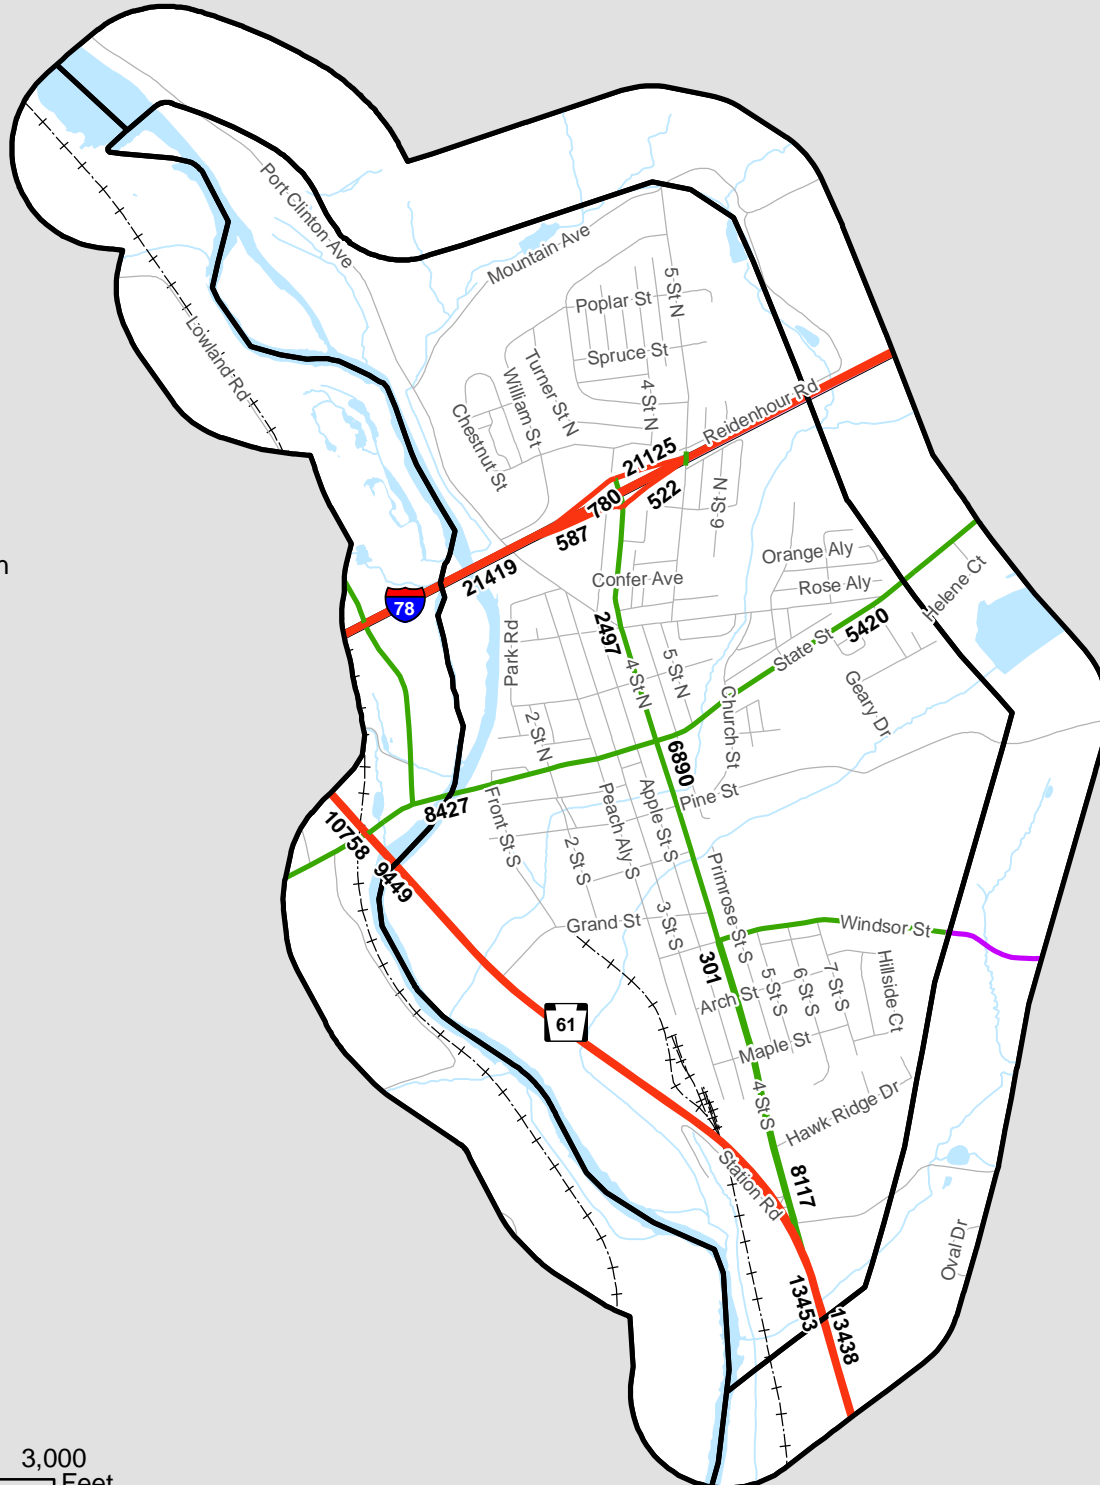 Port Clinton Ave
Mountain Ave
5 St N
Poplar St
Lowland Rd
Spruce St
Turner St N
William St
4 St N
Chestnut St
Reidenhour Rd
21125
780
522
587
N St 6
21419
Orange Aly
n
Confer Ave
Rose Aly
Helene Ct
78
2497
5420
State St
Park Rd
4 St N
5 St N
Church St
Geary Dr
2 St N
6890
8427
Front St S
Peach Aly S
Apple St S
Pine St
10758
2 St S
9449
Primrose St S
3 St S
Grand St
Windsor St
301
5 St S
6 St S
7 St S
Hillside Ct
Arch St
61
Maple St
4 St S
Hawk Ridge Dr
Station Rd
8117
Oval Dr
13453
13438
3,000
Feet